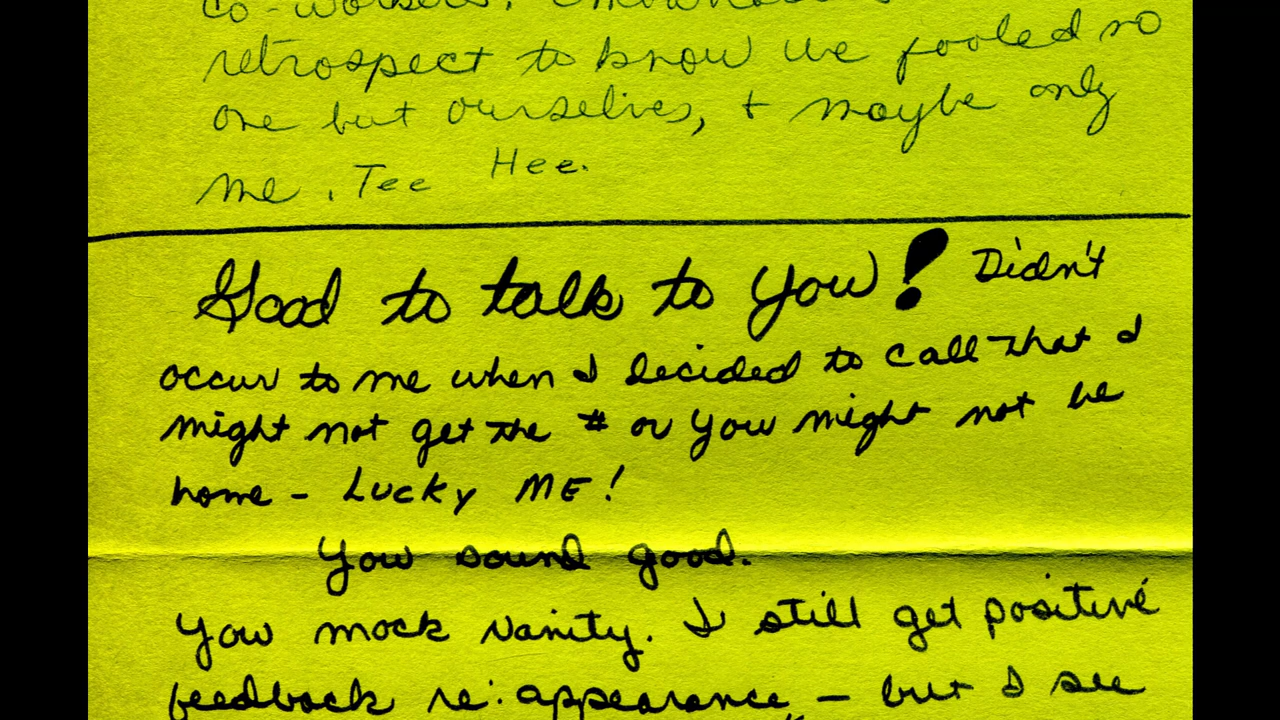 co-workers.
retrospect to know we fooled no
one but ourselves, + maybe only
me. Tee Hee.
Good to talk to you! Didn't
occur to me when I decided to call that I
might not get the # or you might not be
home - Lucky ME!
You sound good.
You mock vanity. I still get positive
feedback re: appearance - but I see